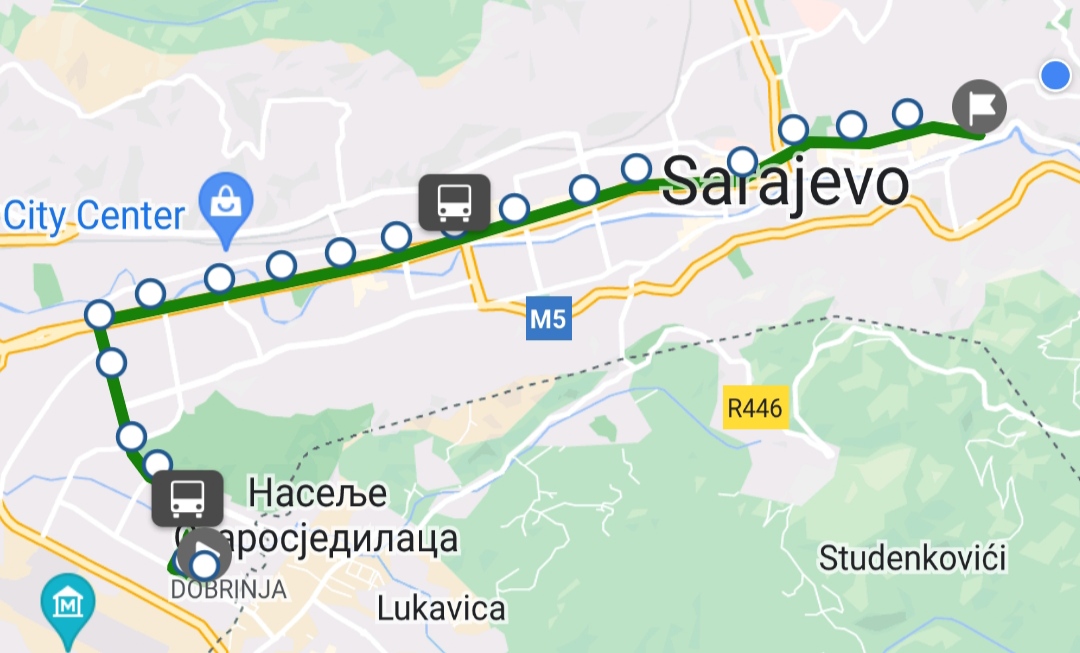 City Center
Sarajevo
M5
R446
Насеље
Старосједилаца
Studenkovići
DOBRINJA
Lukavica
M